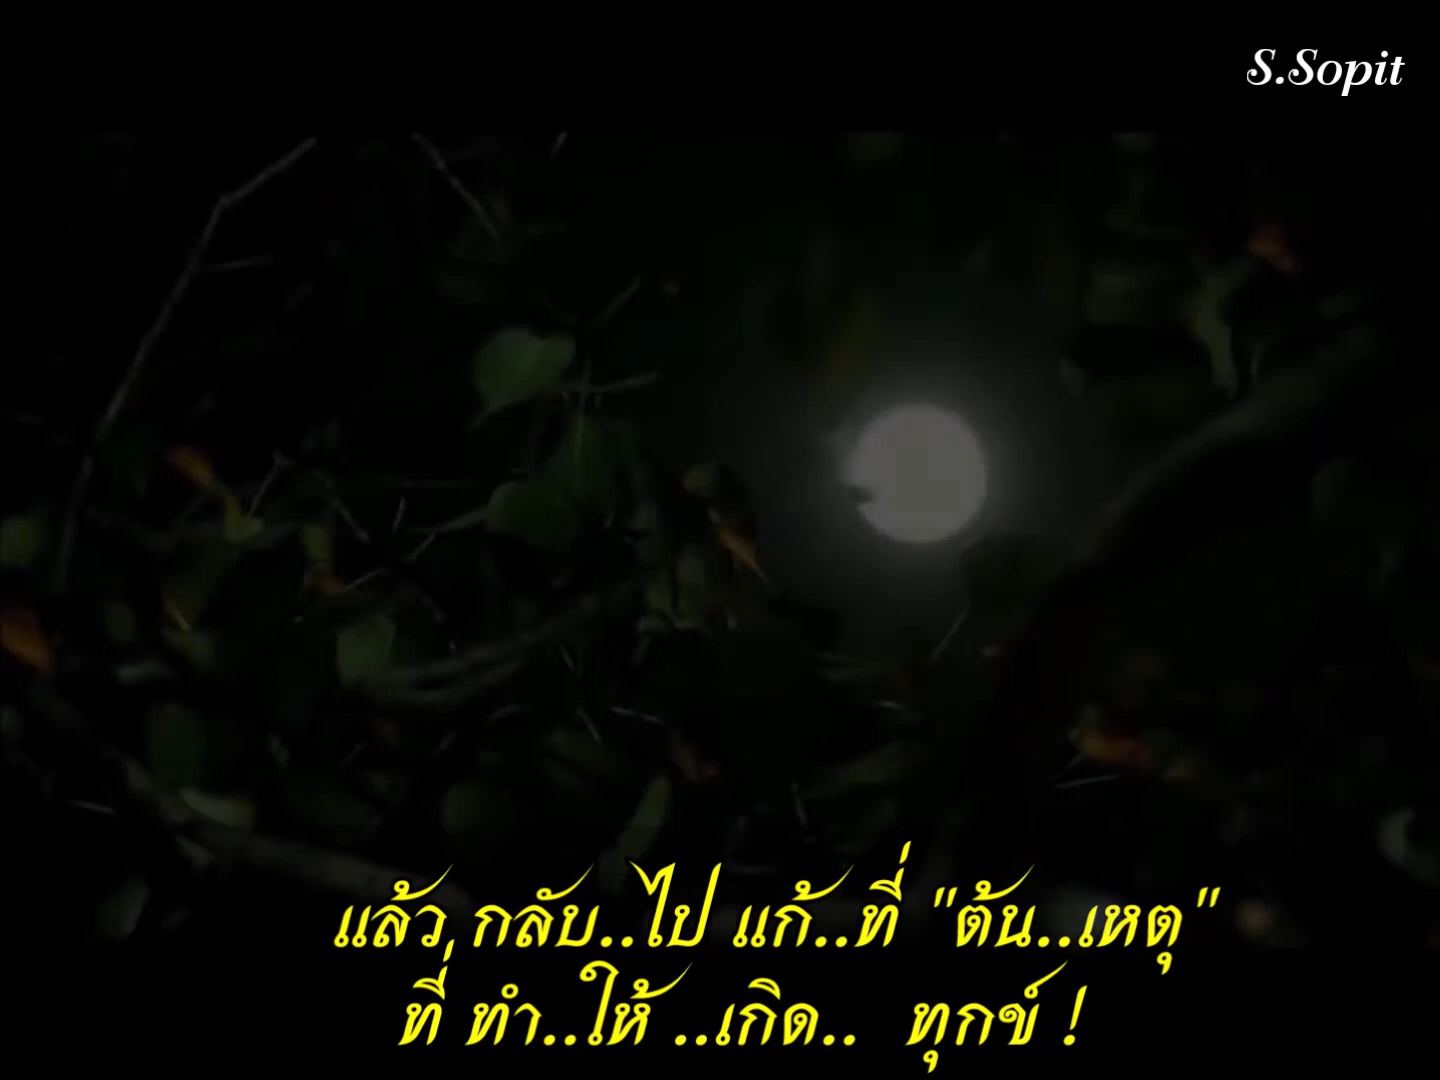 S.Sopit
แล้ว กลับ..ไป แก้..ที่ "ต้น..เหตุ"
ที่ ทำ..ให้ ..เกิด..  ทุกข์ !